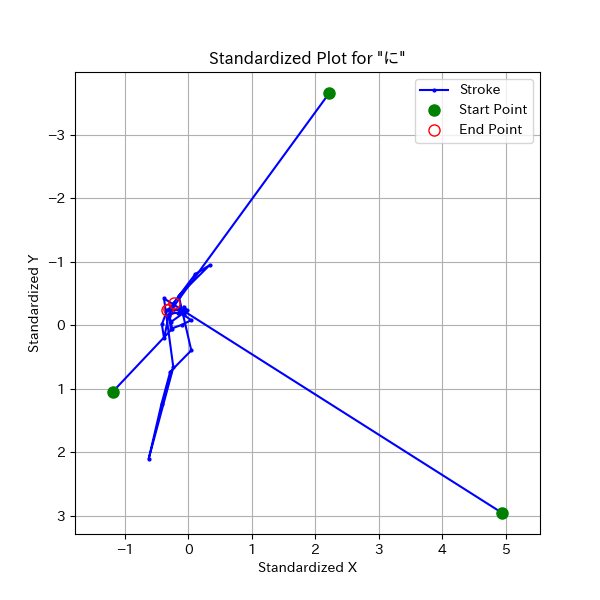 Standardized Plot for "に"
Stroke
Start Point
End Point
−3
−2
−1
0
1
2
3
Standardized Y
−1 0 1 2 3 4 5
Standardized X